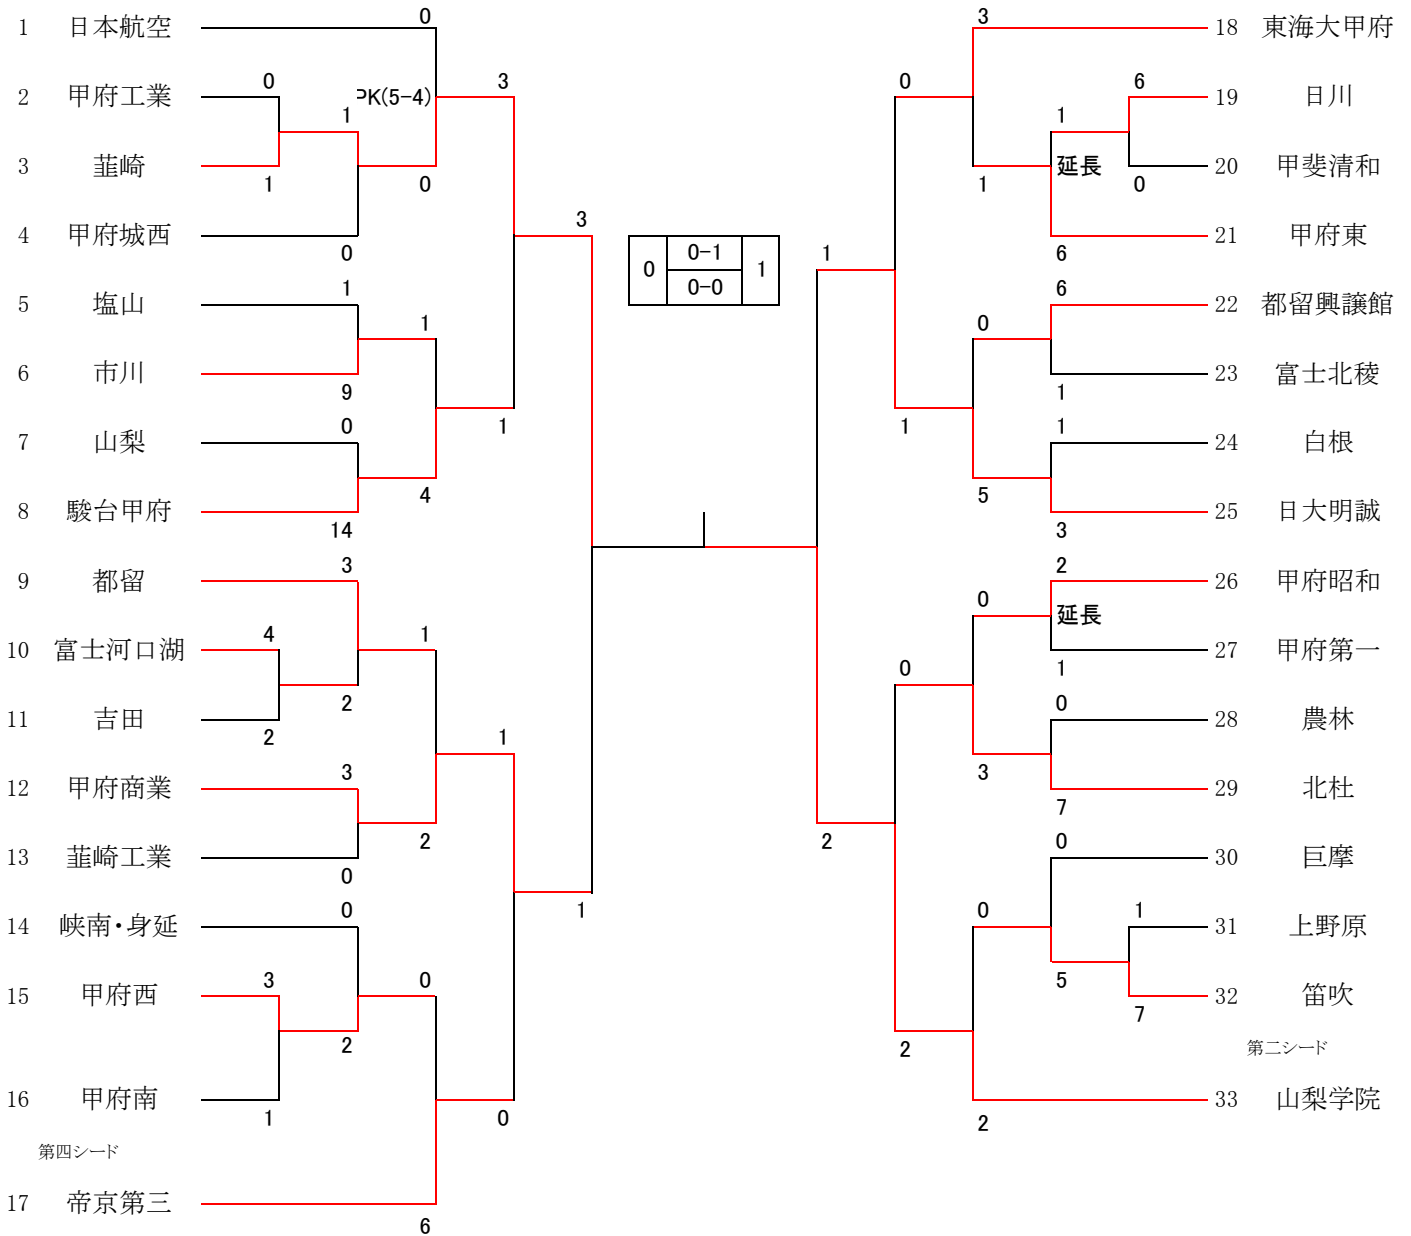 1 日本航空 0
2 甲府工業 0 PK(5-4) 3
1
3 韮崎 1 0
4 甲府城西 0 3
5 塩山 1 1
6 市川 9
7 山梨 0 1
8 駿台甲府 14 4
9 都留 3
10 富士河口湖 4 1
11 吉田 2 2 1
12 甲府商業 3
13 韮崎工業 0 2
14 峡南・身延 0 1
15 甲府西 3 0
2
16 甲府南 1 0
第四シード
17 帝京第三 6
0 0-1 1
0-0
3 18 東海大甲府
0 6 19 日川
1
1 延長 0 20 甲斐清和
1 6 21 甲府東
0 6 22 都留興譲館
1 23 富士北稜
1 1 24 白根
5 3 25 日大明誠
0 2 26 甲府昭和
延長
0 1 27 甲府第一
0 28 農林
3 7 29 北杜
2 0 30 巨摩
0 1 31 上野原
5 7 32 笛吹
2 第二シード
2 33 山梨学院